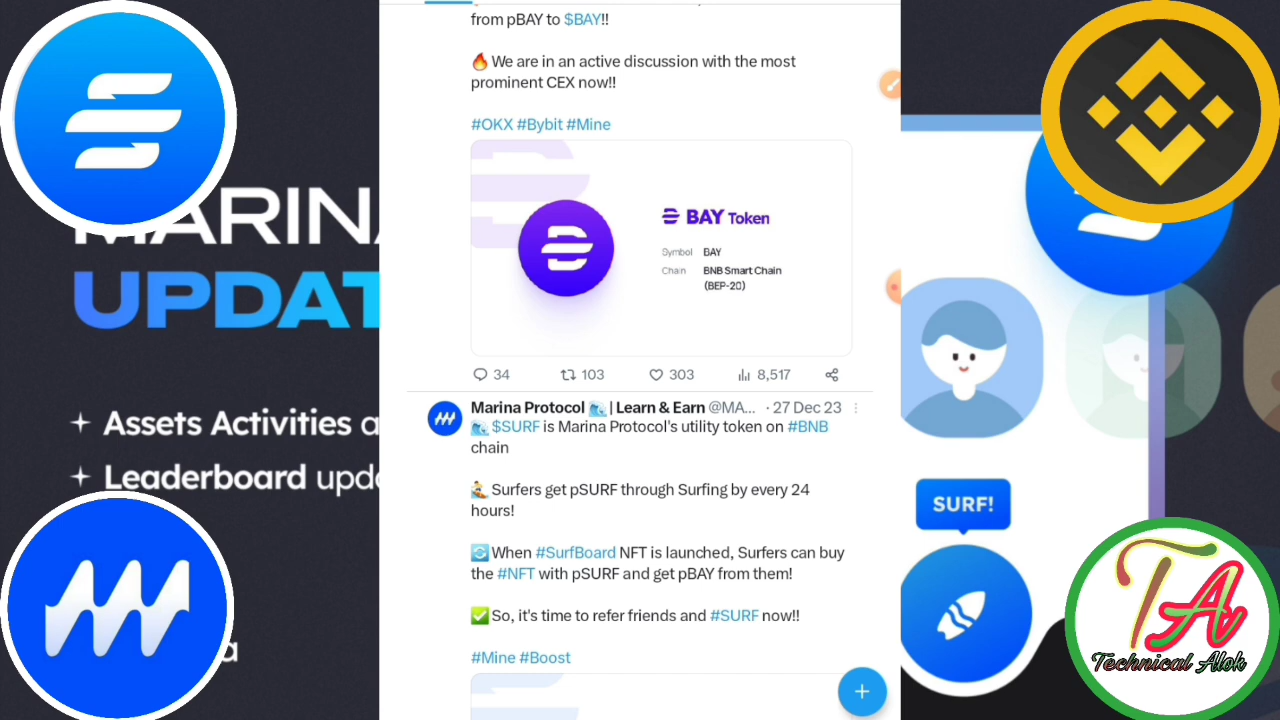 from pBAY to $BAY!!
🔥We are in an active discussion with the most
prominent CEX now!!
#OKX #Bybit #Mine
BAY Token
Symbol BAY
Chain BNB Smart Chain
(BEP-20)
34 103 303 8,517
Marina Protocol 🌊 | Learn & Earn @MA... · 27 Dec 23
🌊 $SURF is Marina Protocol's utility token on #BNB
chain
🏄 Surfers get pSURF through Surfing by every 24
hours!
🔄When #SurfBoard NFT is launched, Surfers can buy
the #NFT with pSURF and get pBAY from them!
✅So, it's time to refer friends and #SURF now!!
#Mine #Boost
UPDAT
Assets Activities a
Leaderboard upd
SURF!
TA
Technical Alok